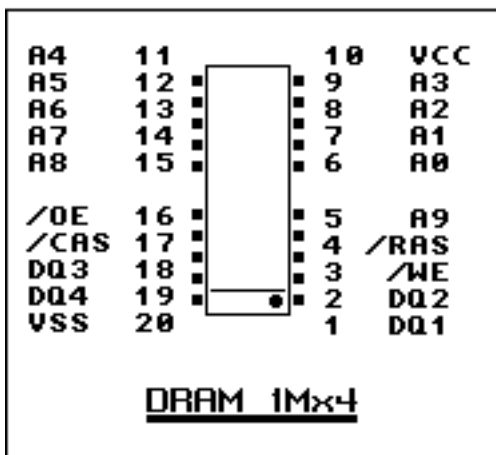 A4 11 10 VCC
A5 12 9 A3
A6 13 8 A2
A7 14 7 A1
A8 15 6 A0
/OE 16 5 A9
/CAS 17 4 /RAS
DQ3 18 3 /WE
DQ4 19 2 DQ2
VSS 20 1 DQ1
DRAM 1Mx4